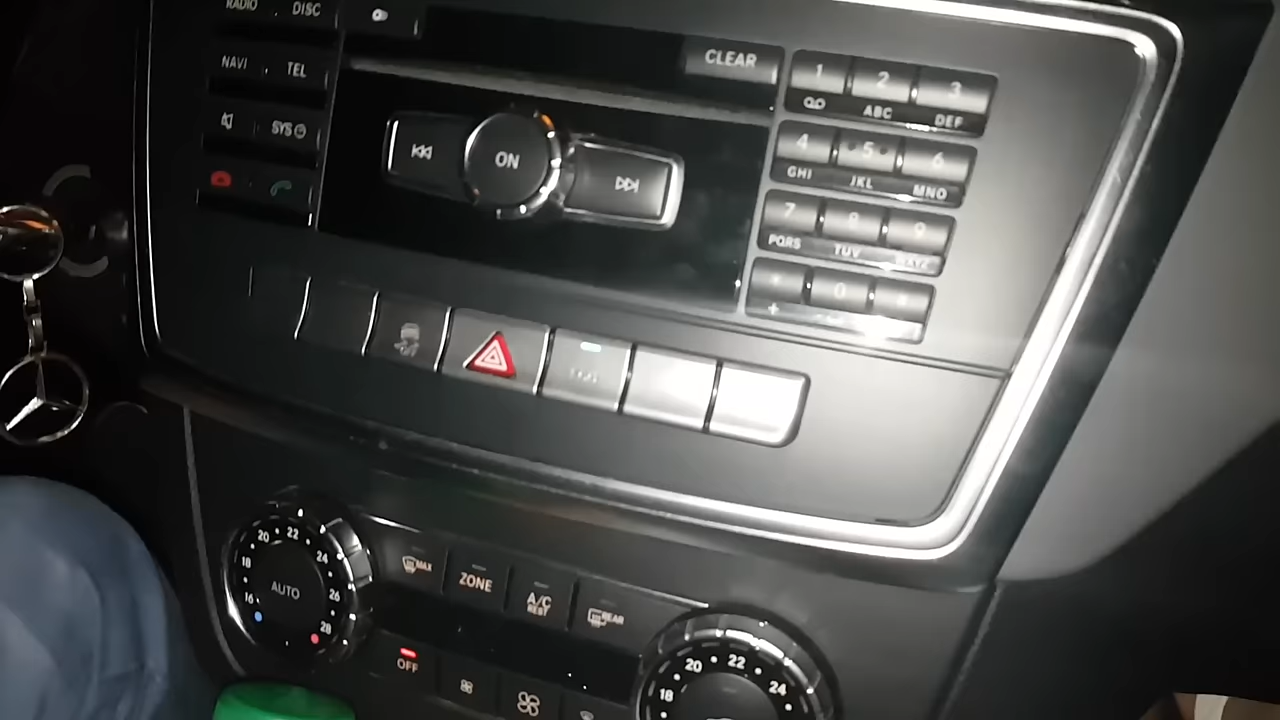 RADIO DISC
CLEAR
NAVI TEL
SYS
ON
1 2 3
ABC DEF
4 5 6
GHI JKL MNO
7 8 9
PQRS TUV WXYZ
0
+
MAX
ZONE
A/C
REST
REAR
OFF
16 18 20 22 24 26 28
AUTO
18 20 22 24